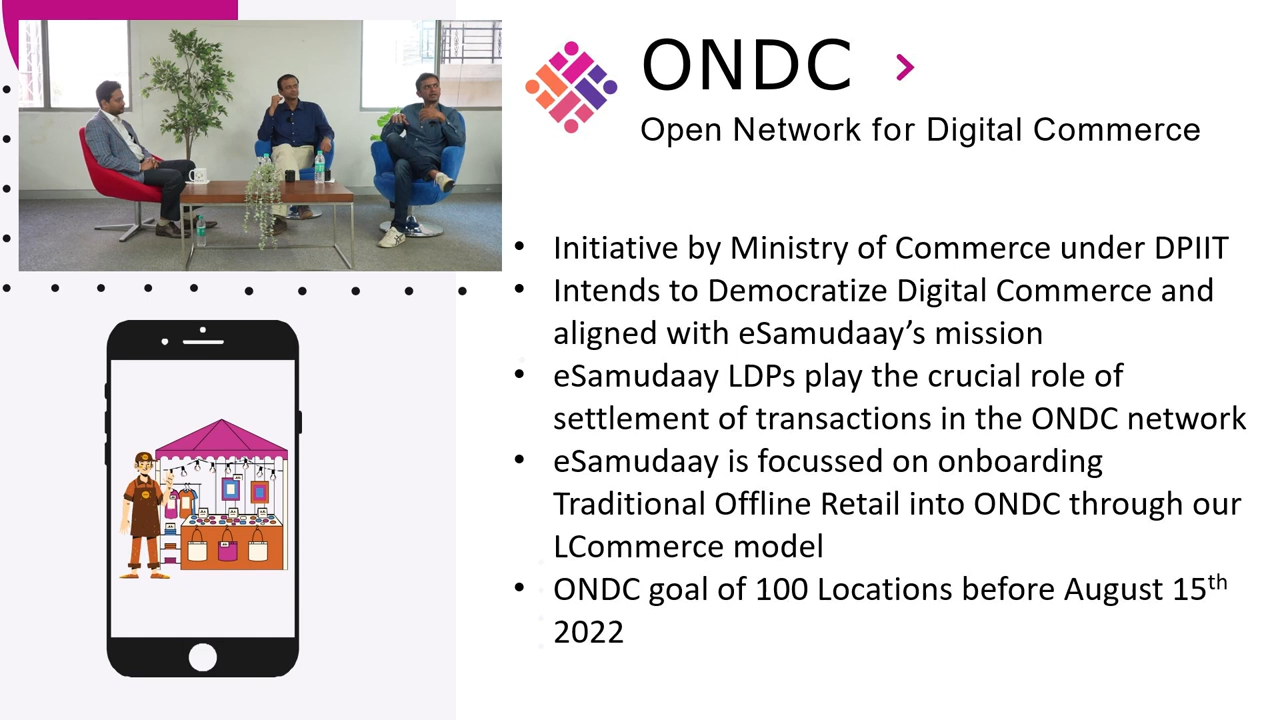 ONDC
Open Network for Digital Commerce
• Initiative by Ministry of Commerce under DPIIT
• Intends to Democratize Digital Commerce and
aligned with eSamudaay’s mission
• eSamudaay LDPs play the crucial role of
settlement of transactions in the ONDC network
• eSamudaay is focussed on onboarding
Traditional Offline Retail into ONDC through our
LCommerce model
• ONDC goal of 100 Locations before August 15th
2022